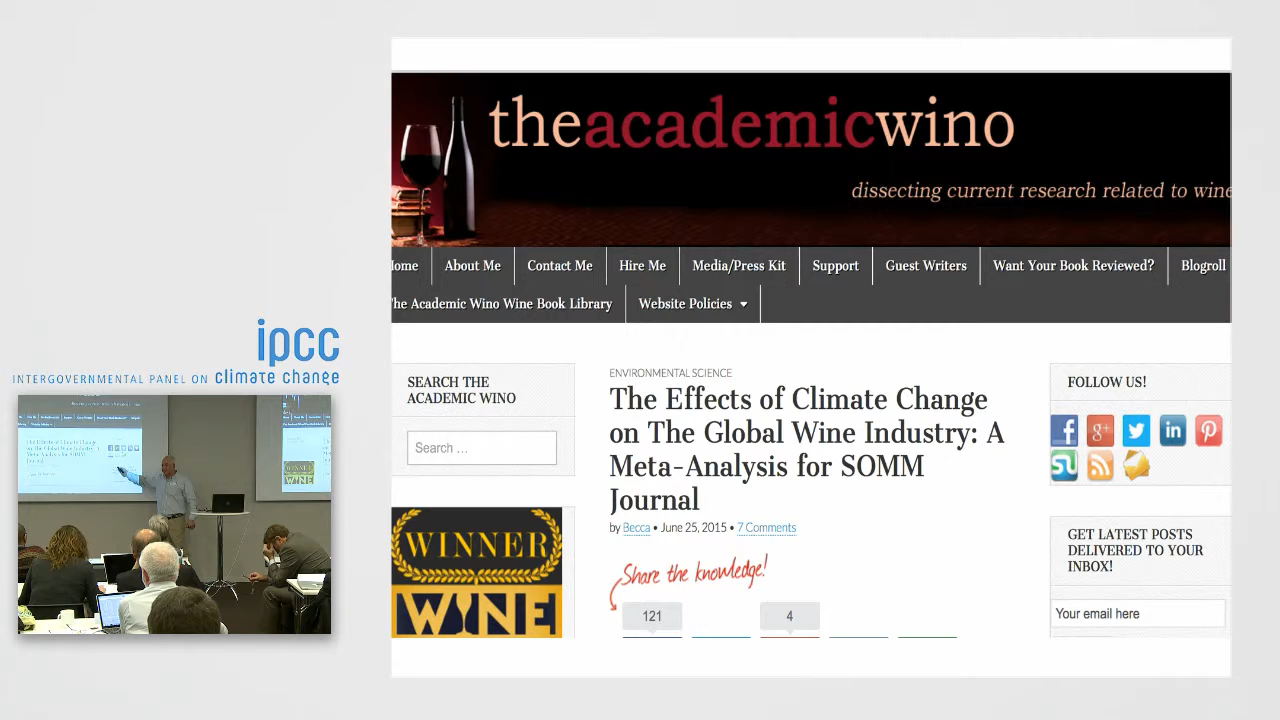 ipcc
INTERGOVERNMENTAL PANEL ON climate change
theacademicwino
dissecting current research related to wine
ome
About Me
Contact Me
Hire Me
Media/Press Kit
Support
Guest Writers
Want Your Book Reviewed?
Blogroll
he Academic Wino Wine Book Library
Website Policies
SEARCH THE
ACADEMIC WINO
Search ...
WINNER
WINE
ENVIRONMENTAL SCIENCE
The Effects of Climate Change
on The Global Wine Industry: A
Meta-Analysis for SOMM
Journal
by Becca • June 25, 2015 • 7 Comments
Share the knowledge!
121
4
FOLLOW US!
GET LATEST POSTS
DELIVERED TO YOUR
INBOX!
Your email here